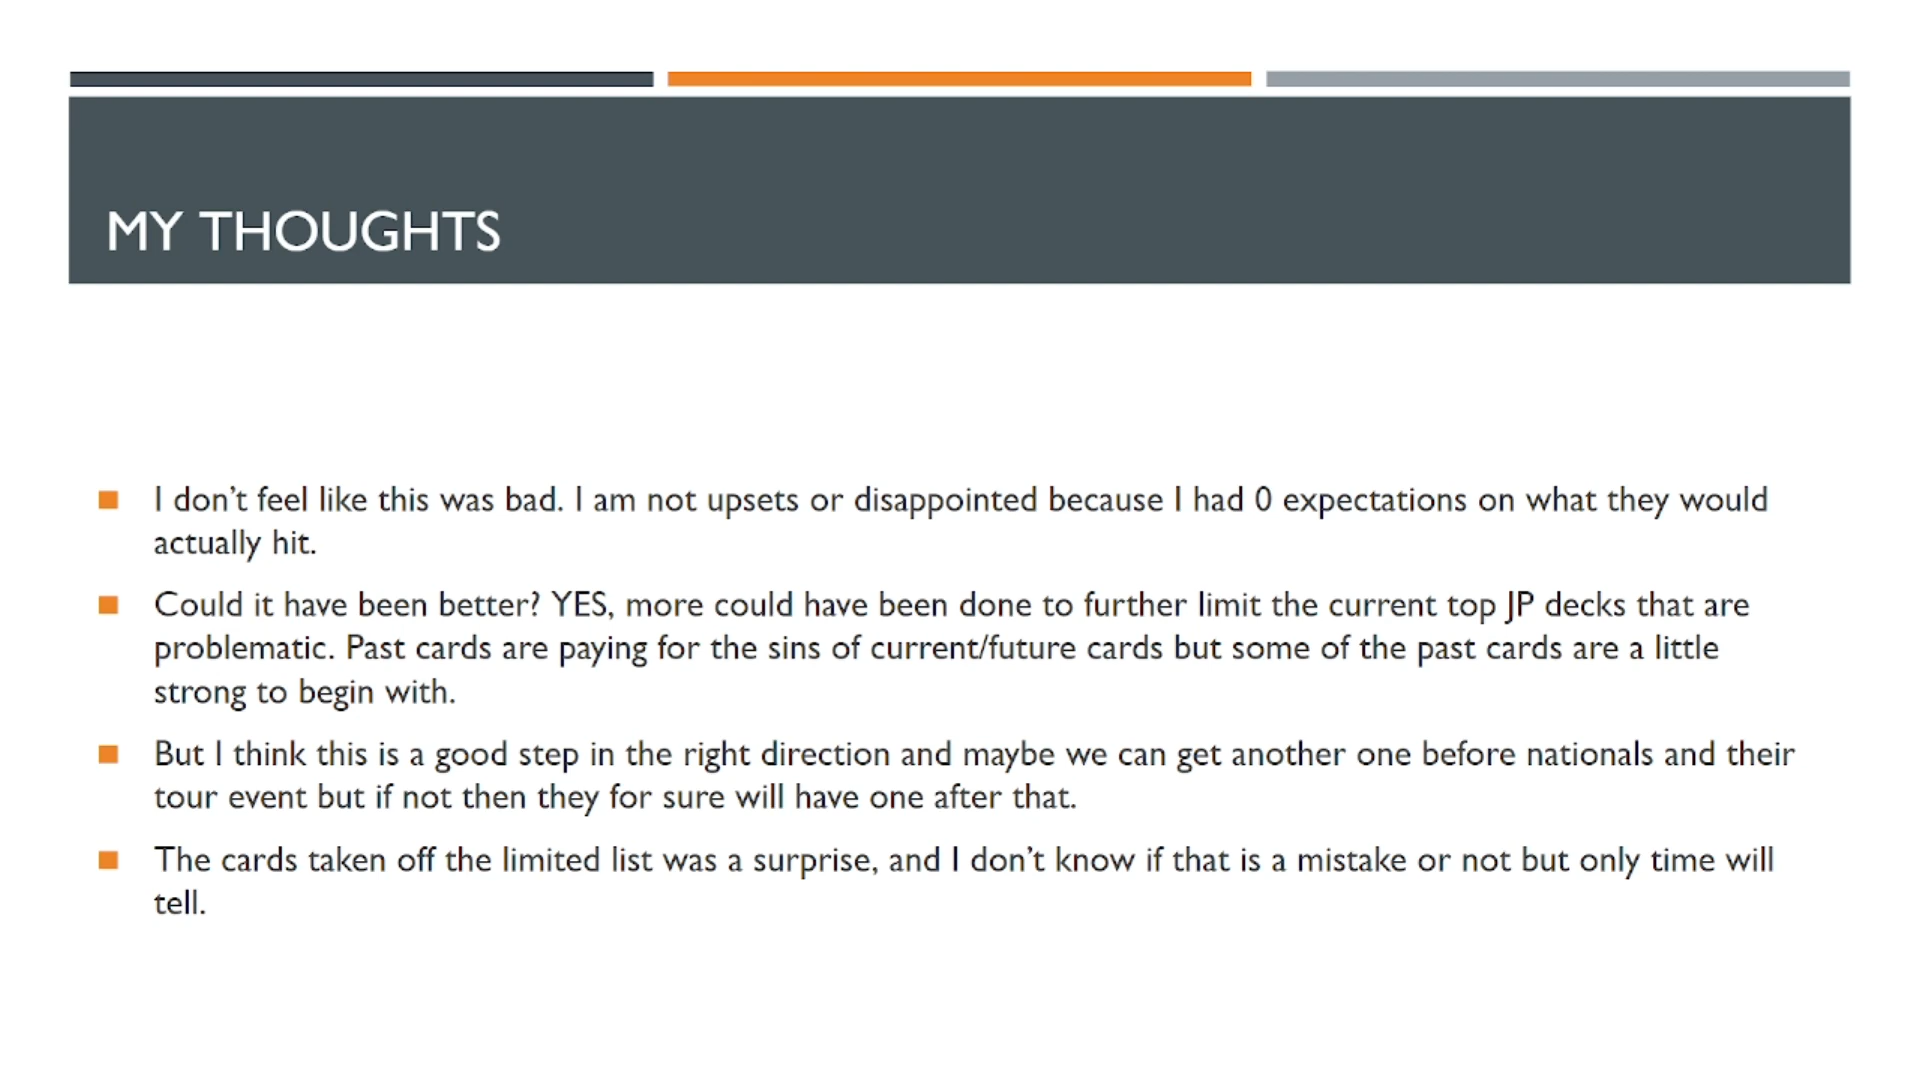 MY THOUGHTS
I don't feel like this was bad. I am not upsets or disappointed because I had 0 expectations on what they would
actually hit.
Could it have been better? YES, more could have been done to further limit the current top JP decks that are
problematic. Past cards are paying for the sins of current/future cards but some of the past cards are a little
strong to begin with.
But I think this is a good step in the right direction and maybe we can get another one before nationals and their
tour event but if not then they for sure will have one after that.
The cards taken off the limited list was a surprise, and I don't know if that is a mistake or not but only time will
tell.